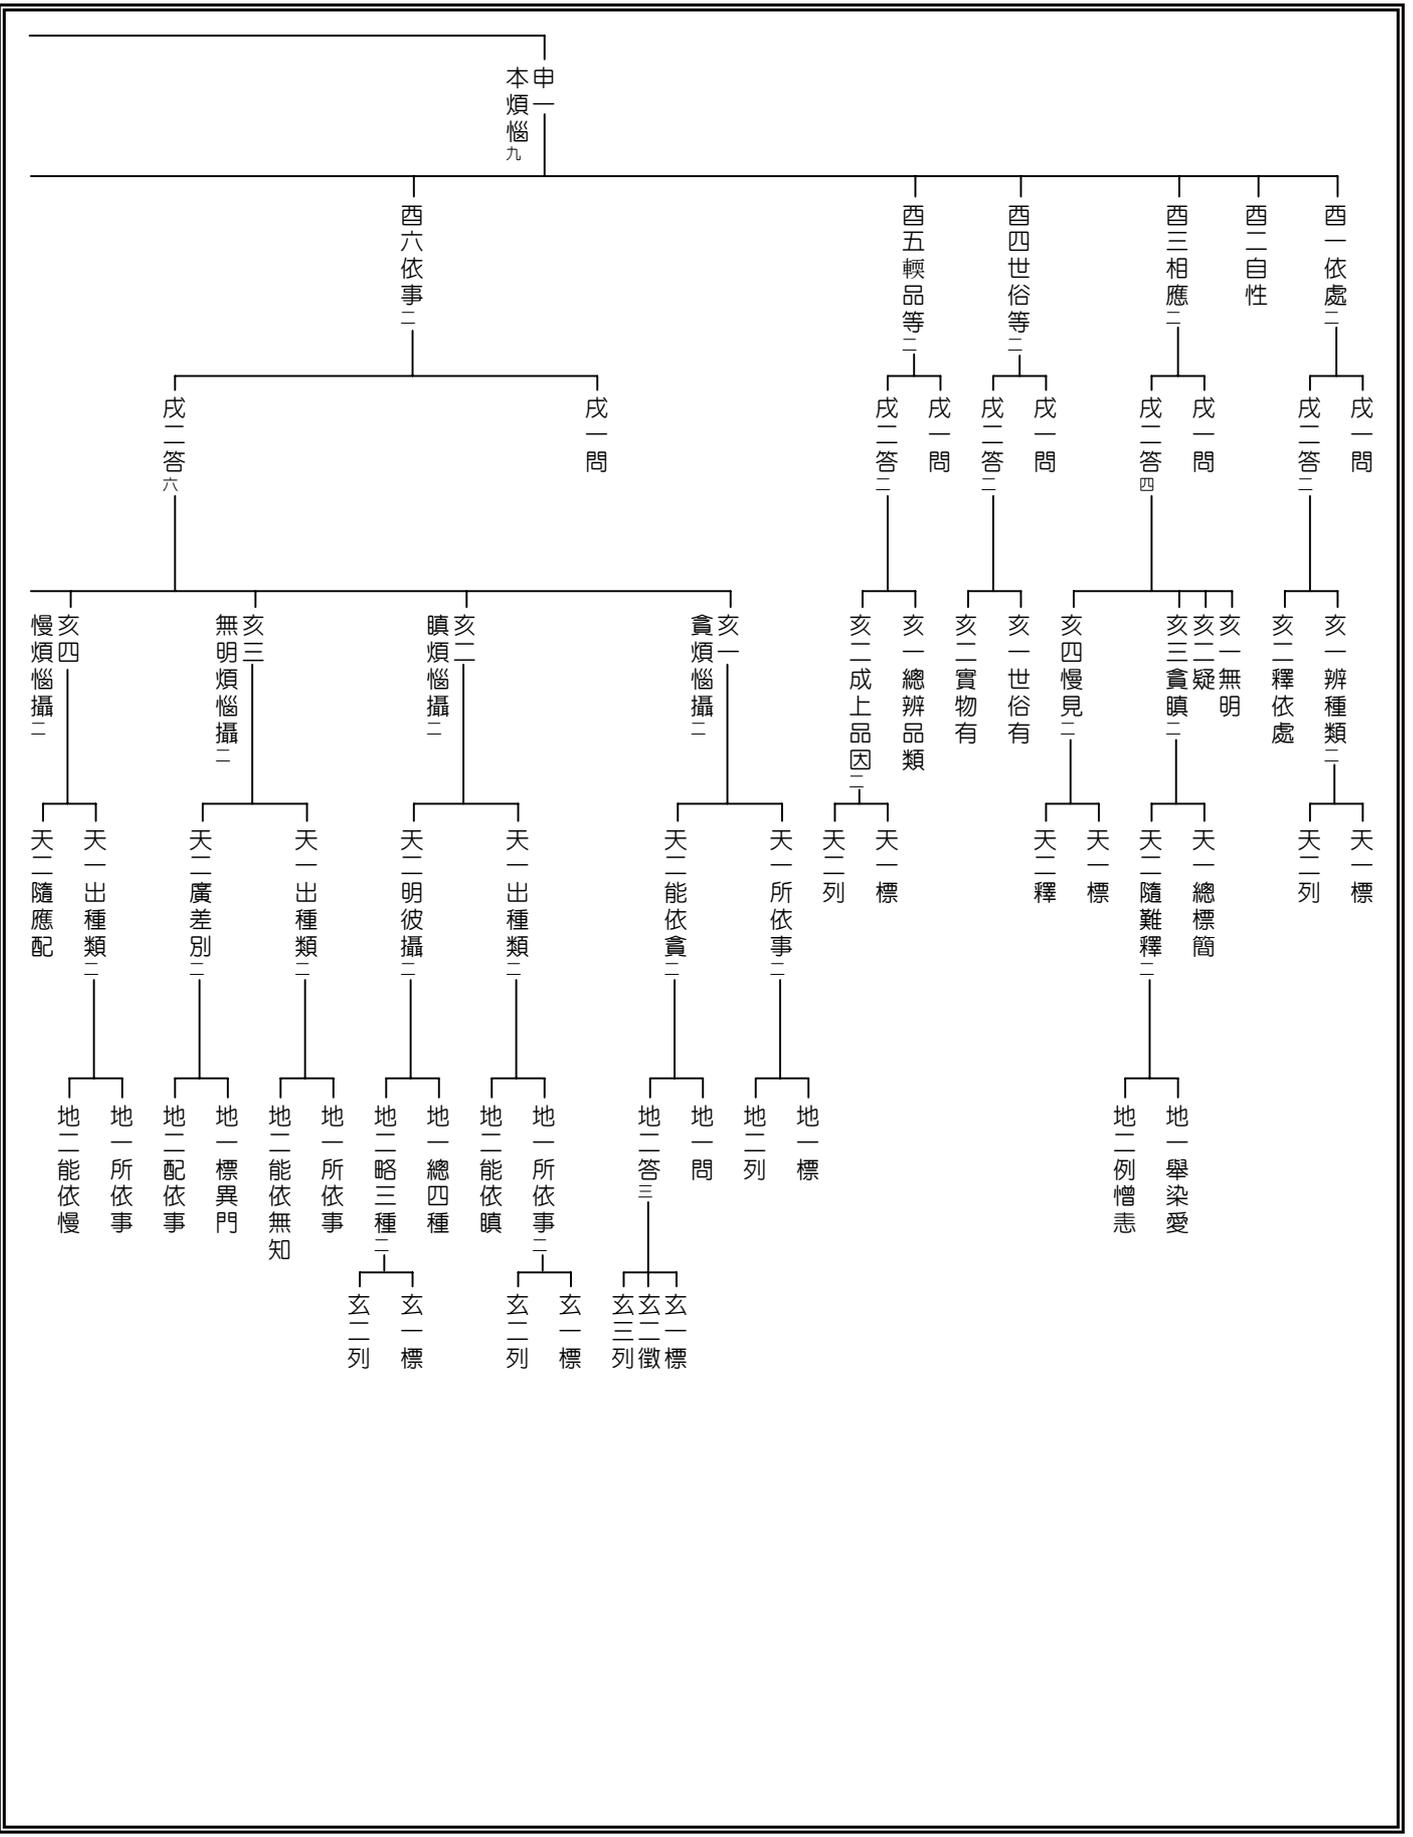 申一
本煩惱九
酉一依處二
酉二自性
酉三相應二
酉四世俗等二
酉五輭品等二
酉六依事二
戌一問
戌二答二
戌一問
戌二答四
戌一問
戌二答二
戌一問
戌二答二
戌一問
戌二答六
亥一辨種類二
亥二釋依處
亥一無明
亥二疑
亥三貪瞋二
亥四慢見二
亥一世俗有
亥二實物有
亥一總辨品類
亥二成上品因二
亥一
貪煩惱攝二
亥二
瞋煩惱攝二
亥三
無明煩惱攝二
亥四
慢煩惱攝二
天一標
天二列
天一總標簡
天二隨難釋二
天一標
天二釋
天一標
天二列
天一所依事二
天二能依貪二
天一出種類二
天二明彼攝二
天一出種類二
天二廣差別二
天一出種類二
天二隨應配
地一舉染愛
地二例憎恚
地一標
地二列
地一問
地二答三
地一所依事二
地二能依瞋
地一總四種
地二略三種二
地一所依事
地二能依無知
地一標異門
地二配依事
地一所依事
地二能依慢
玄一標
玄二徵
玄三列
玄一標
玄二列
玄一標
玄二列